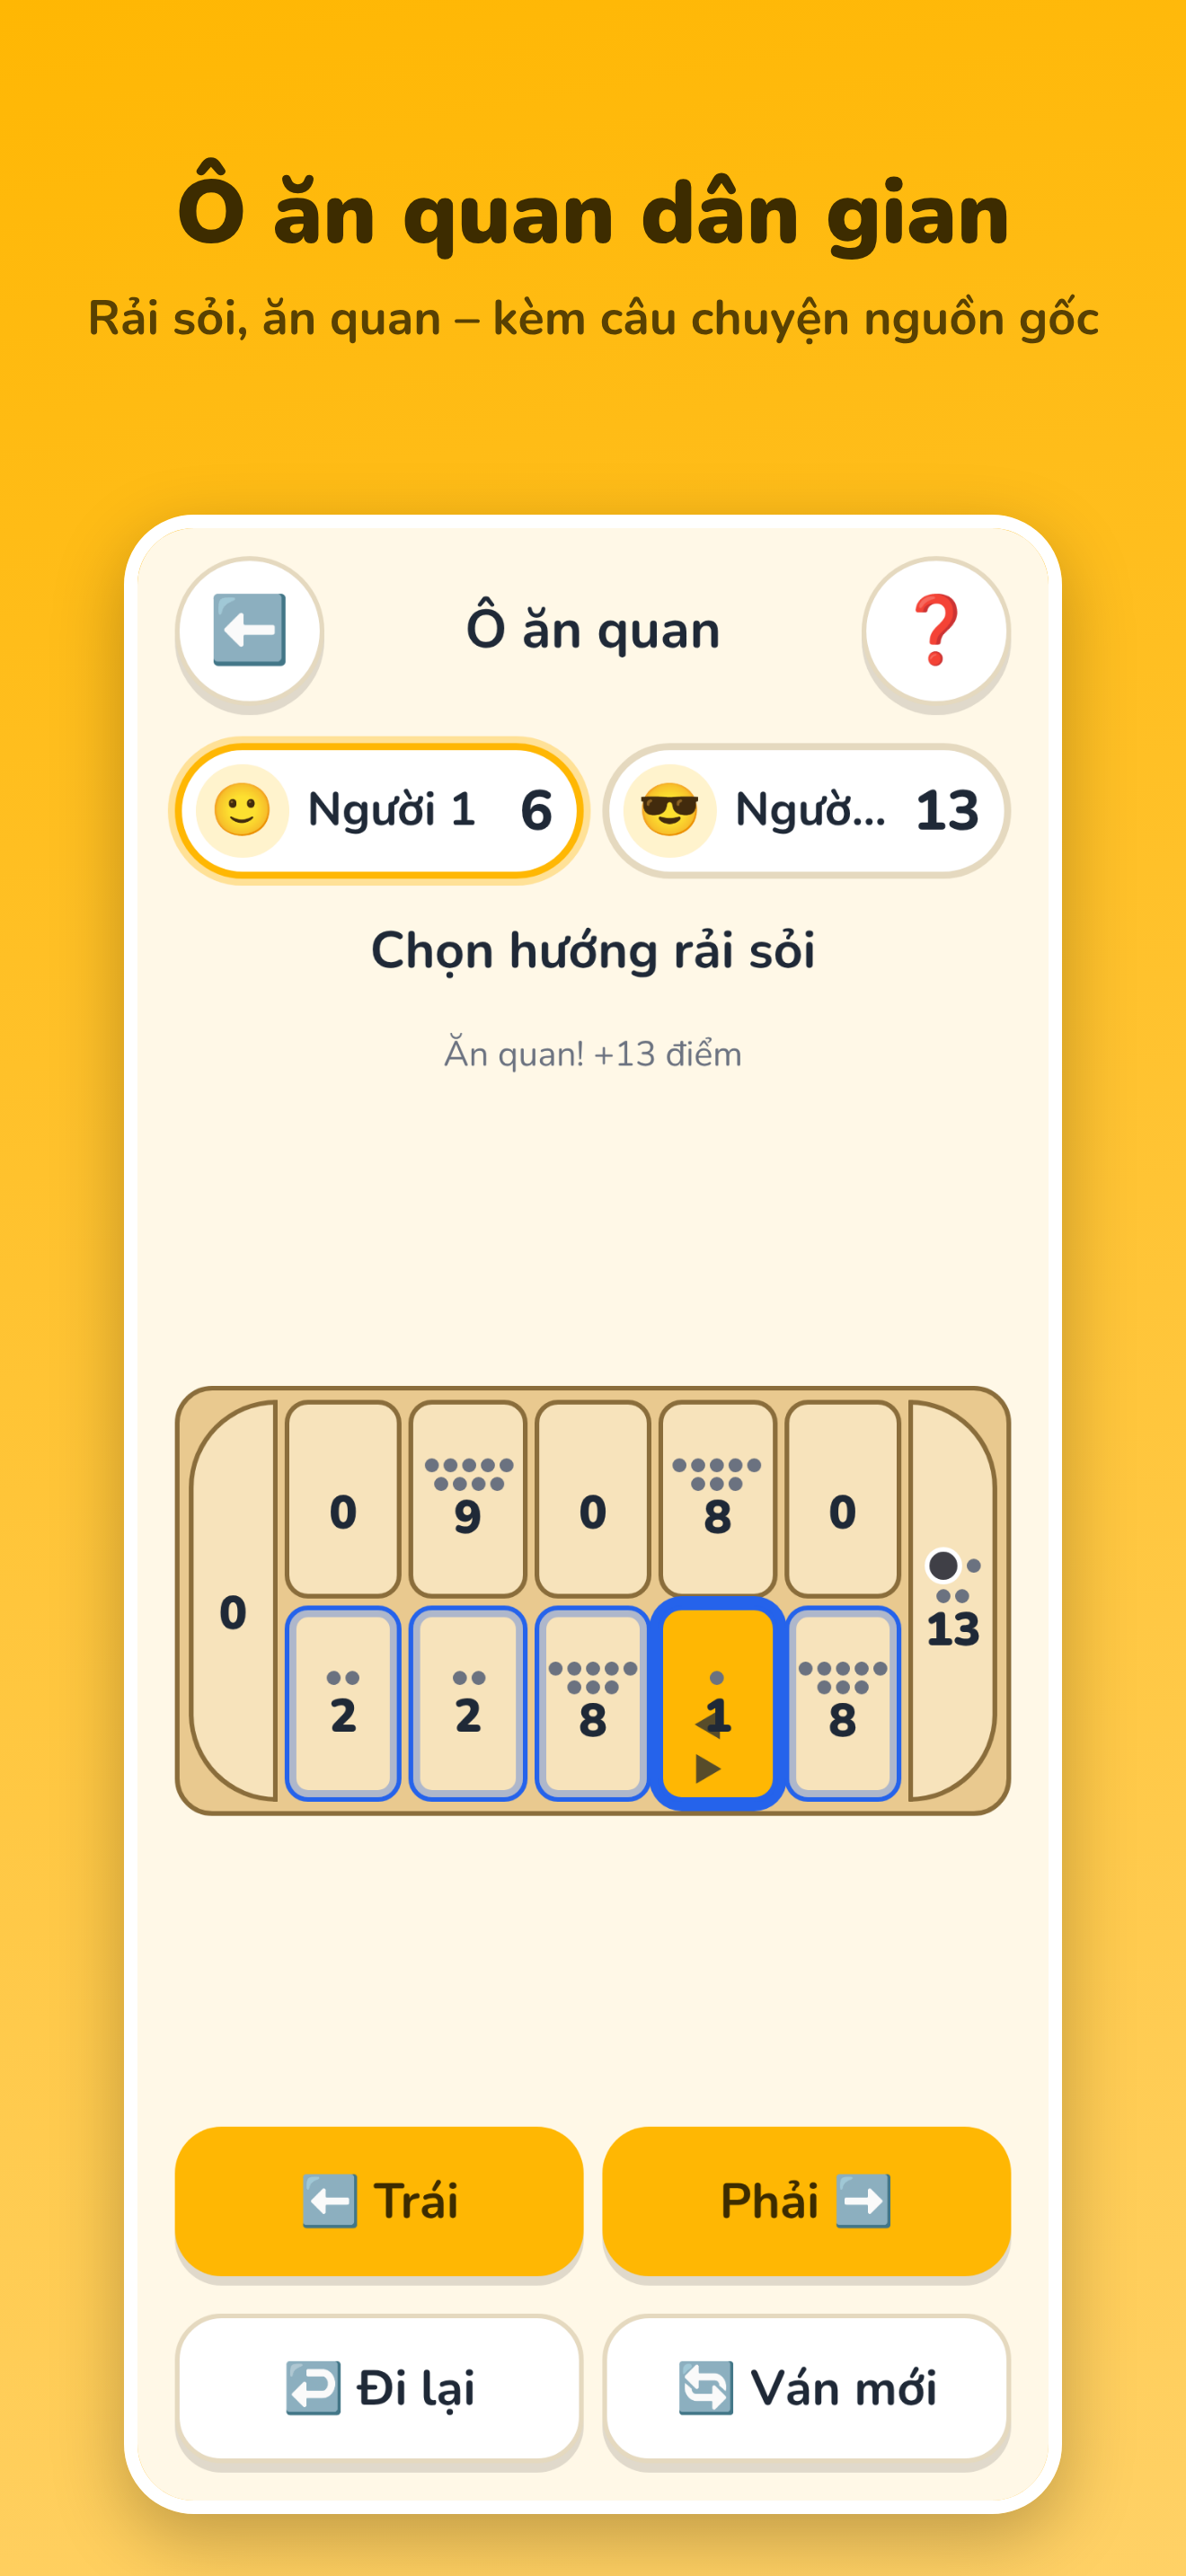 Ô ăn quan dân gian
Rải sỏi, ăn quan – kèm câu chuyện nguồn gốc
Ô ăn quan
Người 1 6 Ngườ... 13
Chọn hướng rải sỏi
Ăn quan! +13 điểm
0 9 0 8 0
0 13
2 2 8 1 8
Trái Phải
Đi lại Ván mới